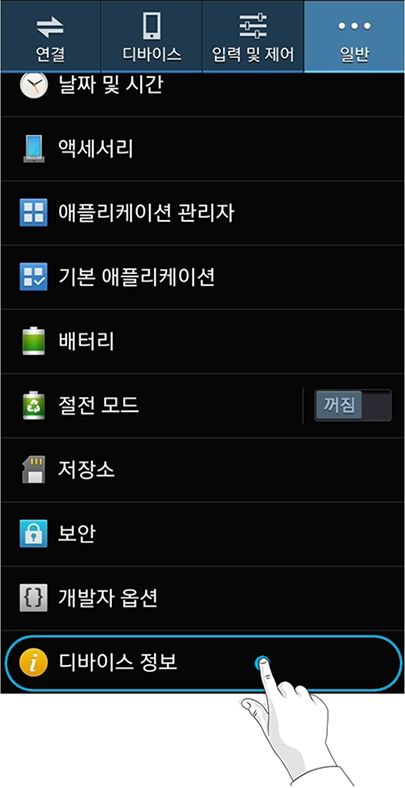 연결
디바이스
입력 및 제어
일반
날짜 및 시간
액세서리
애플리케이션 관리자
기본 애플리케이션
배터리
절전 모드
꺼짐
저장소
보안
개발자 옵션
디바이스 정보